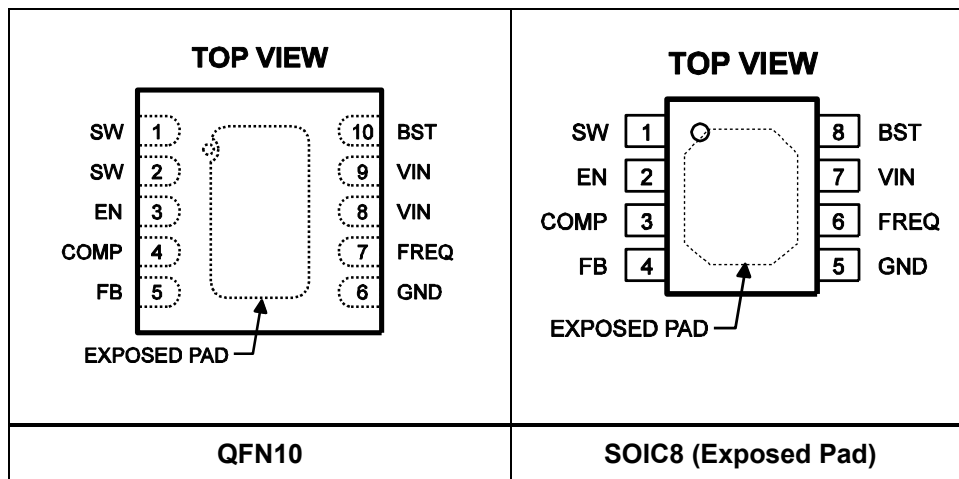 TOP VIEW
SW 1 10 BST
SW 2 9 VIN
EN 3 8 VIN
COMP 4 7 FREQ
FB 5 6 GND
EXPOSED PAD
QFN10
TOP VIEW
SW 1 8 BST
EN 2 7 VIN
COMP 3 6 FREQ
FB 4 5 GND
EXPOSED PAD
SOIC8 (Exposed Pad)